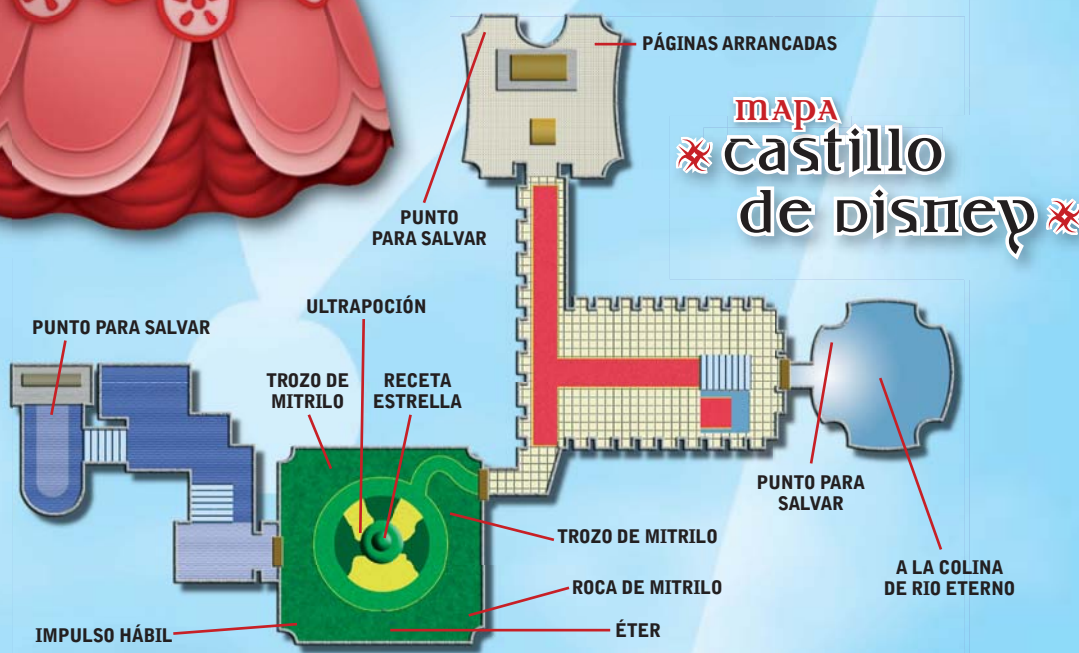 PÁGINAS ARRANCADAS
MAPA
castillo
de Disney
PUNTO
PARA SALVAR
ULTRAPOCIÓN
PUNTO PARA SALVAR
TROZO DE
MITRILO
RECETA
ESTRELLA
PUNTO PARA
SALVAR
TROZO DE MITRILO
A LA COLINA
DE RIO ETERNO
ROCA DE MITRILO
IMPULSO HÁBIL
ÉTER